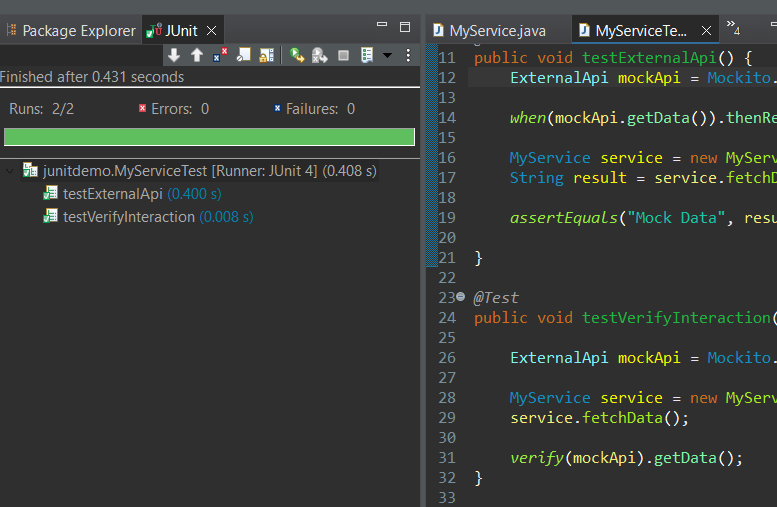 Package Explorer
JUnit
Finished after 0.431 seconds
Runs: 2/2
Errors: 0
Failures: 0
junitdemo.MyServiceTest [Runner: JUnit 4] (0.408 s)
testExternalApi (0.400 s)
testVerifyInteraction (0.008 s)
MyService.java
MyServiceTe...
»4
11 public void testExternalApi() {
12 ExternalApi mockApi = Mockito.
13
14 when(mockApi.getData()).thenRe
15
16 MyService service = new MyServ
17 String result = service.fetchD
18
19 assertEquals("Mock Data", resu
20
21 }
22
23 @Test
24 public void testVerifyInteraction(
25
26 ExternalApi mockApi = Mockito.
27
28 MyService service = new MyServ
29 service.fetchData();
30
31 verify(mockApi).getData();
32 }
33